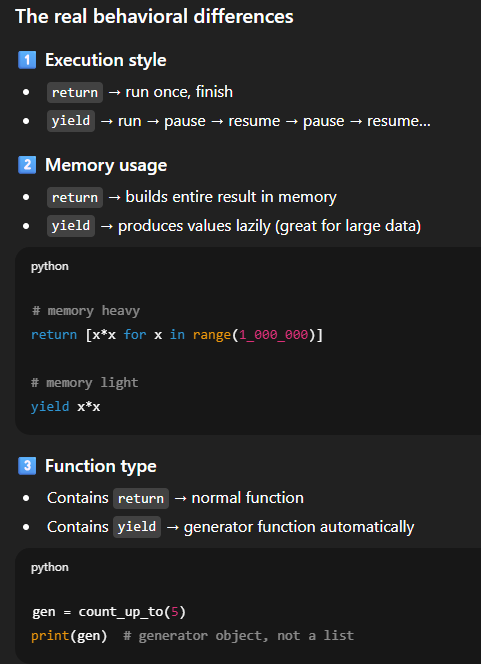 The real behavioral differences
1️⃣ Execution style
• return → run once, finish
• yield → run → pause → resume → pause → resume…
2️⃣ Memory usage
• return → builds entire result in memory
• yield → produces values lazily (great for large data)
python
# memory heavy
return [x*x for x in range(1_000_000)]
# memory light
yield x*x
3️⃣ Function type
• Contains return → normal function
• Contains yield → generator function automatically
python
gen = count_up_to(5)
print(gen)  # generator object, not a list